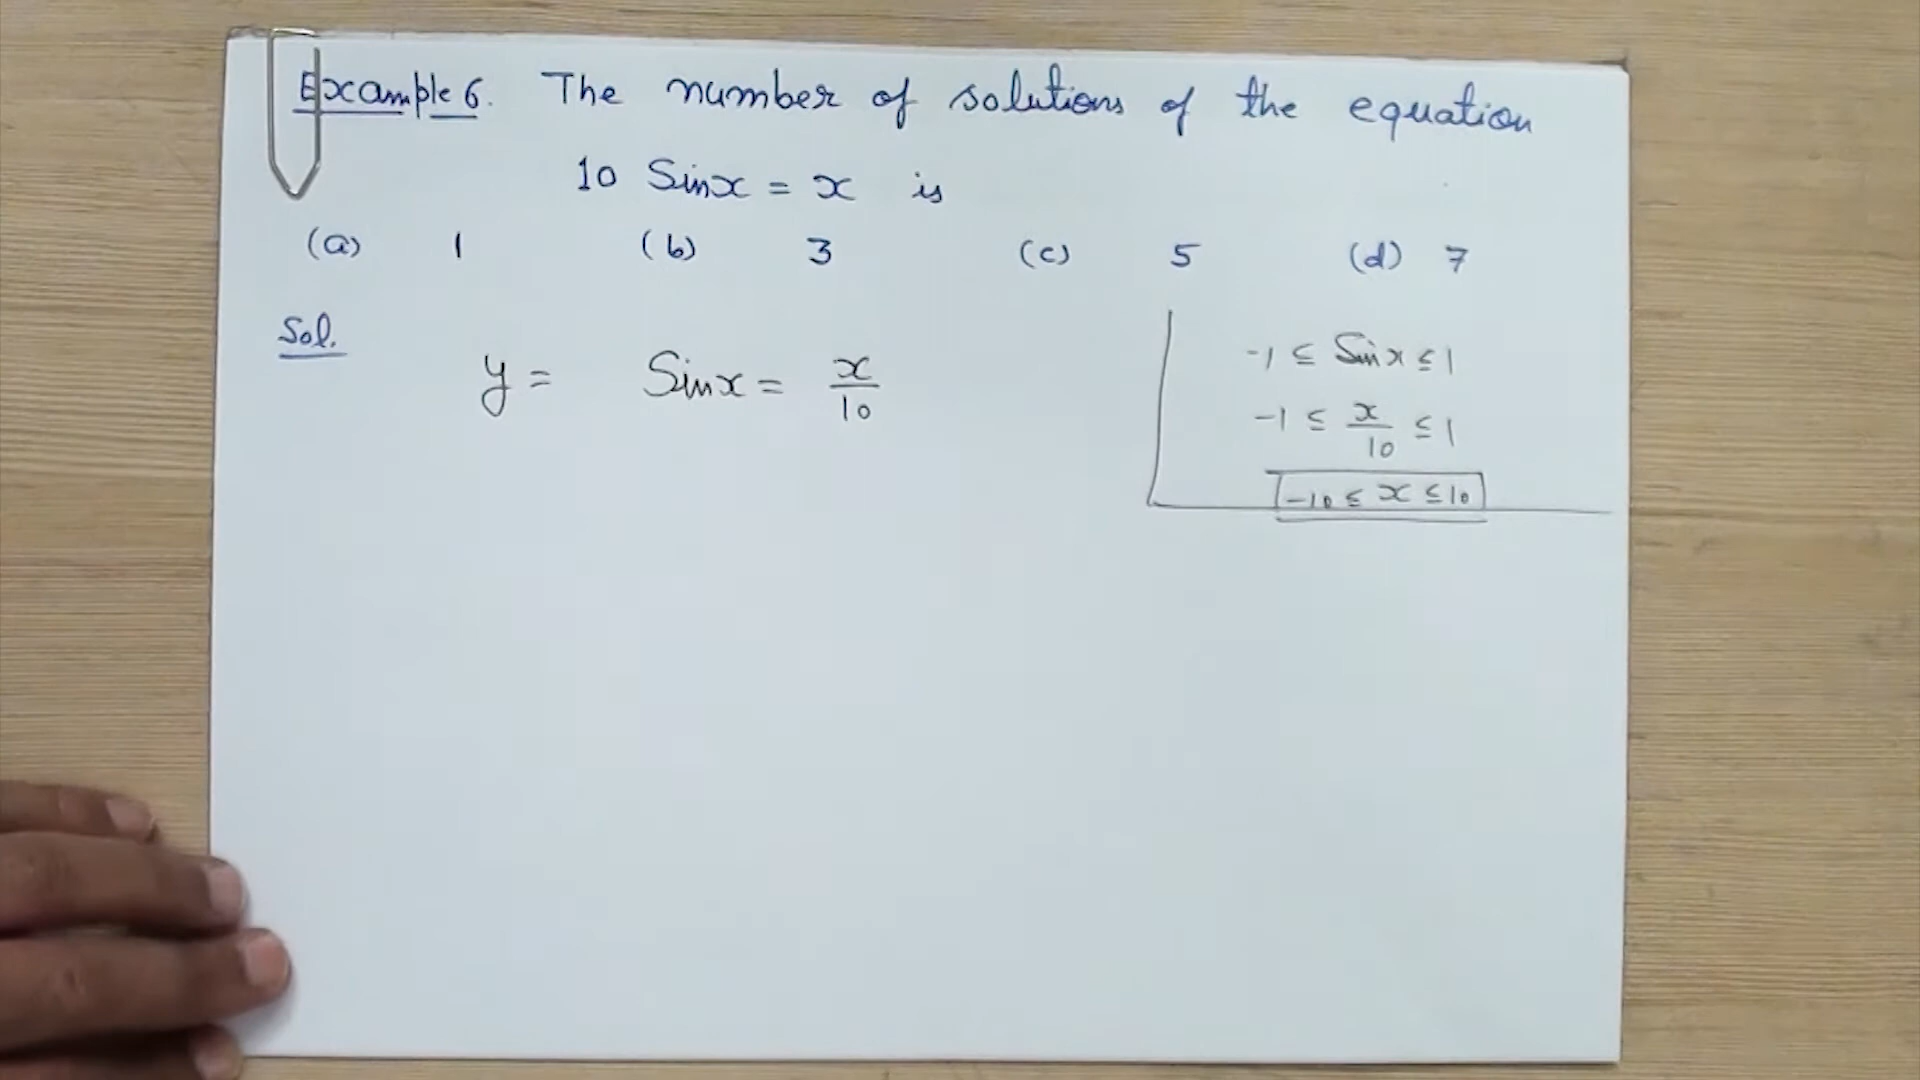 Example 6. The number of solutions of the equation
10 Sinx = x is
(a) 1 (b) 3 (c) 5 (d) 7
Sol.
y = Sinx = x/10
-1 ≤ Sinx ≤ 1
-1 ≤ x/10 ≤ 1
-10 ≤ x ≤ 10